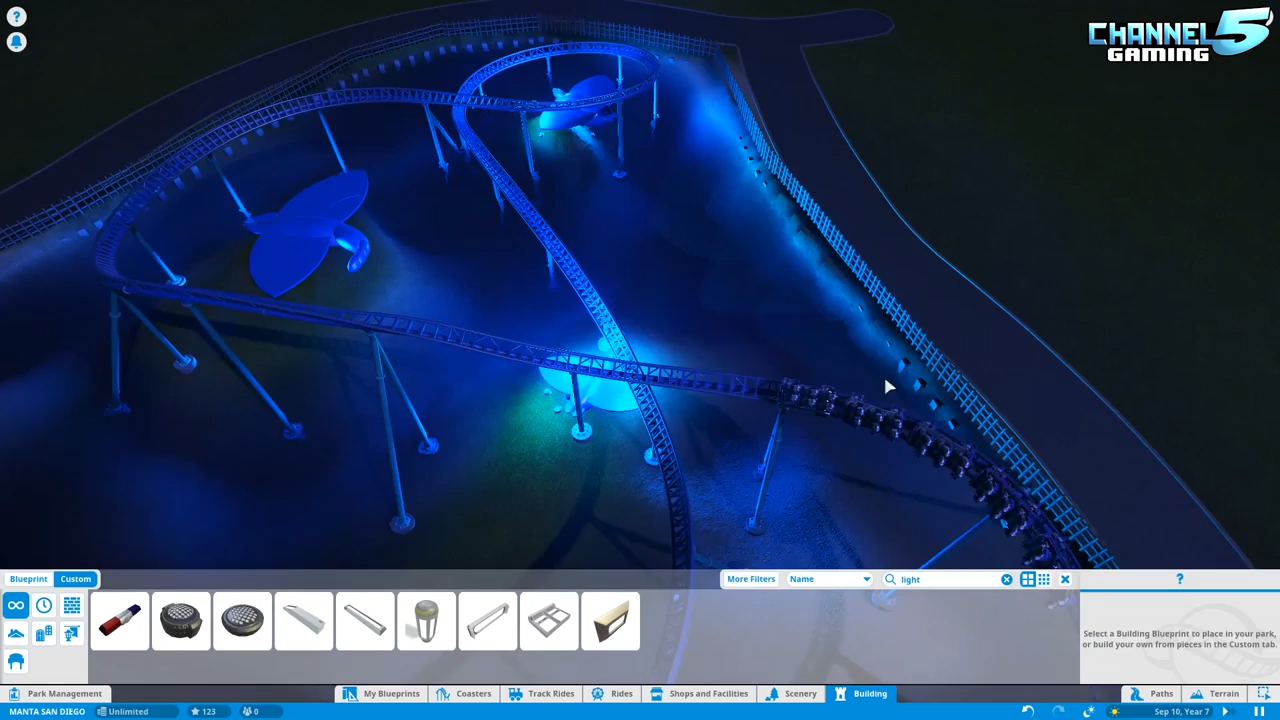 ?
CHANNEL 5
GAMING
Blueprint
Custom
More Filters
Name
light
?
Select a Building Blueprint to place in your park,
or build your own from pieces in the Custom tab.
Park Management
My Blueprints
Coasters
Track Rides
Rides
Shops and Facilities
Scenery
Building
Paths
Terrain
MANTA SAN DIEGO
Unlimited
123
0
Sep 10, Year 7